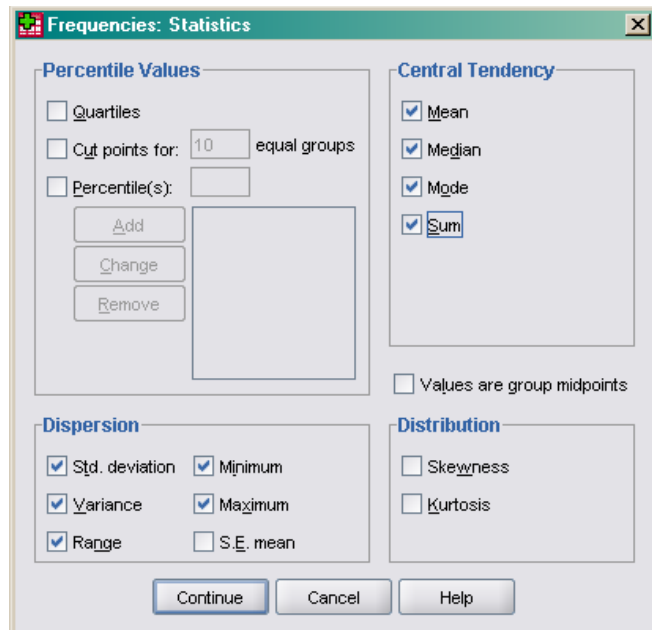 Frequencies: Statistics
Percentile Values
Quartiles
Cut points for: 10 equal groups
Percentile(s):
Add
Change
Remove
Central Tendency
Mean
Median
Mode
Sum
Values are group midpoints
Dispersion
Std. deviation Minimum
Variance Maximum
Range S.E. mean
Distribution
Skewness
Kurtosis
Continue Cancel Help